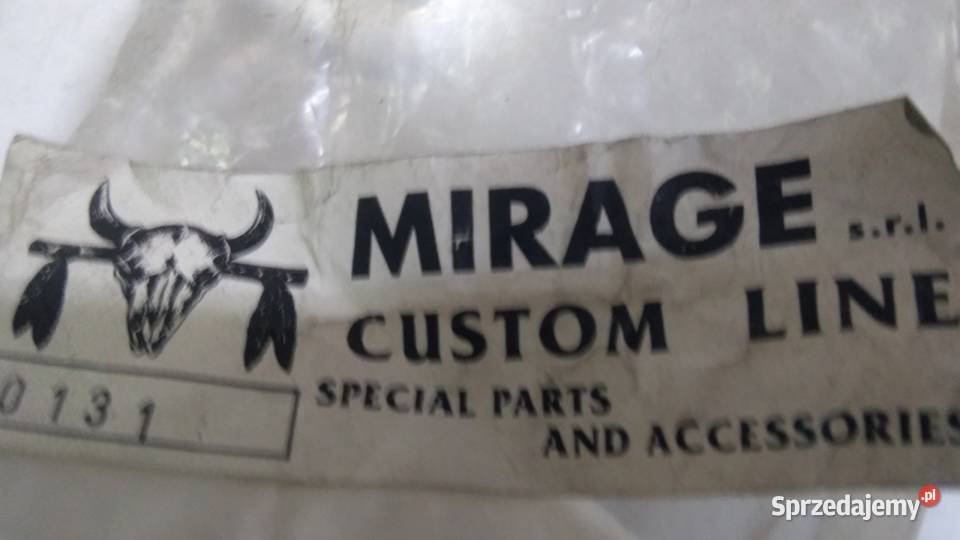 MIRAGE s.r.l.
CUSTOM LINE
SPECIAL PARTS
AND ACCESSORIES
0131
Sprzedajemy.pl